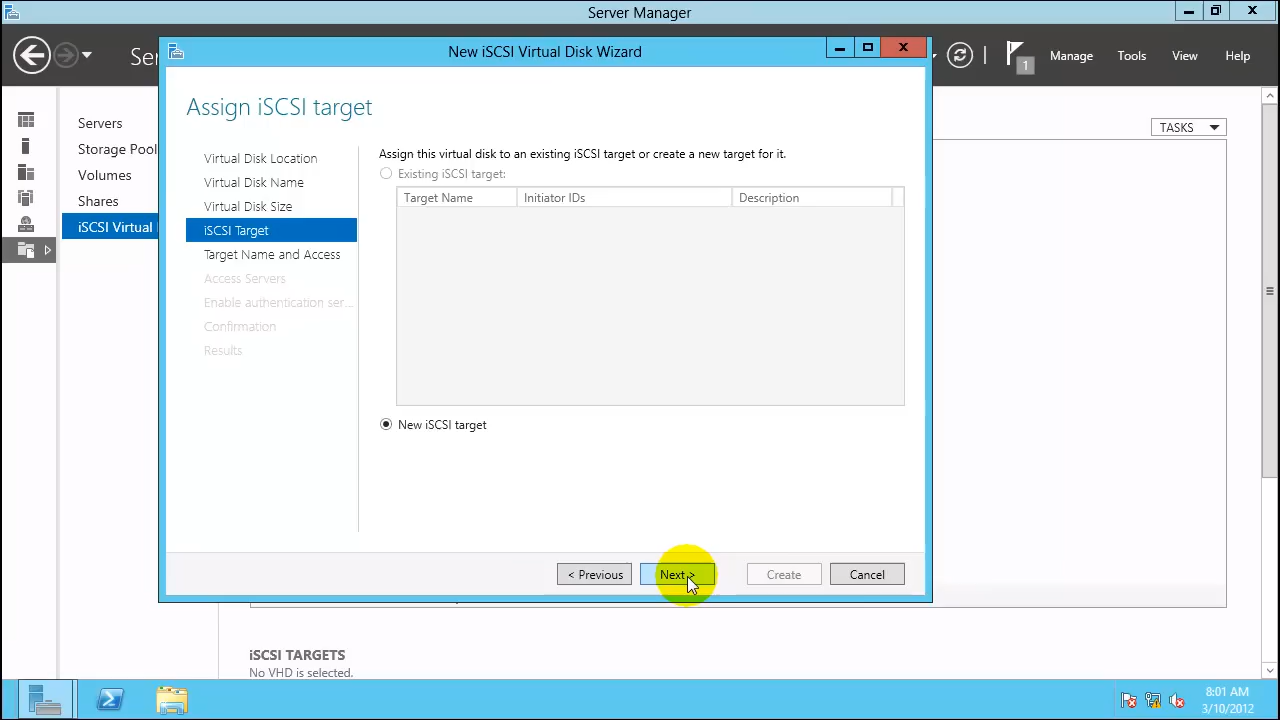 Server Manager
New iSCSI Virtual Disk Wizard
1
Manage
Tools
View
Help
Assign iSCSI target
Servers
Storage Pool
Volumes
Shares
iSCSI Virtual
Virtual Disk Location
Virtual Disk Name
Virtual Disk Size
iSCSI Target
Target Name and Access
Access Servers
Enable authentication ser...
Confirmation
Results
Assign this virtual disk to an existing iSCSI target or create a new target for it.
Existing iSCSI target:
Target Name Initiator IDs Description
New iSCSI target
< Previous Next > Create Cancel
TASKS
iSCSI TARGETS
No VHD is selected.
8:01 AM
3/10/2012